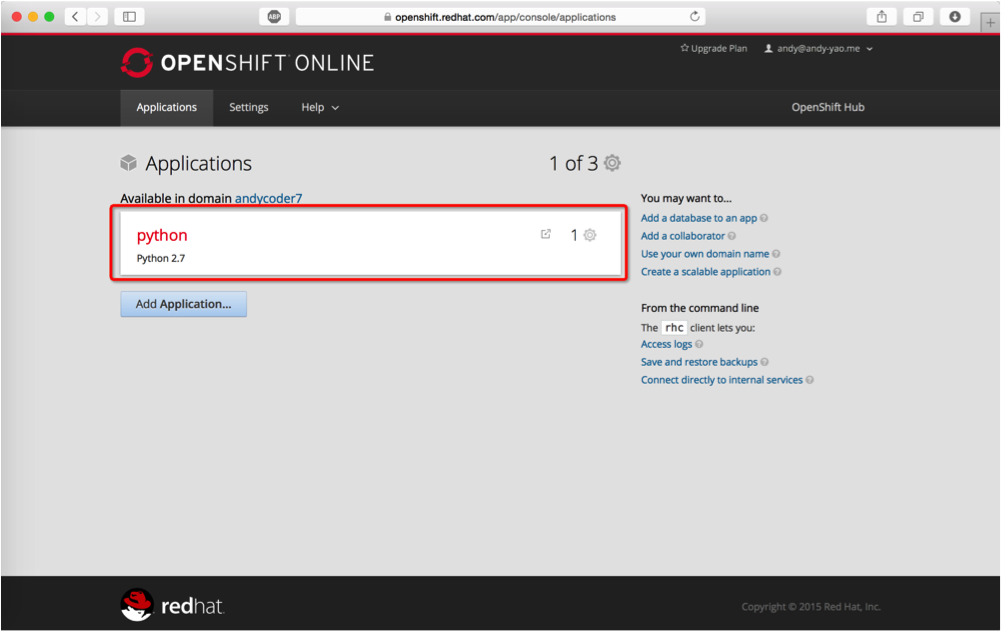 ABP
openshift.redhat.com/app/console/applications
Upgrade Plan
andy@andy-yao.me
OPENSHIFT ONLINE
Applications
Settings
Help
OpenShift Hub
Applications
1 of 3
Available in domain andycoder7
python
1
Python 2.7
Add Application...
You may want to...
Add a database to an app
Add a collaborator
Use your own domain name
Create a scalable application
From the command line
The rhc client lets you:
Access logs
Save and restore backups
Connect directly to internal services
redhat.
Copyright © 2015 Red Hat, Inc.